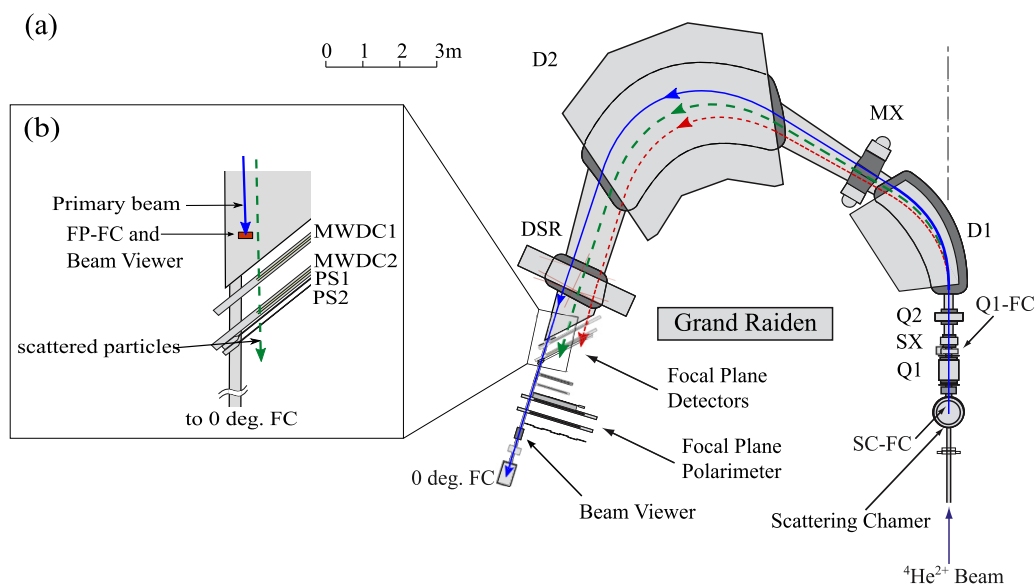 (a)
0 1 2 3m
D2
MX
D1
DSR
Q2
Q1-FC
SX
Q1
Grand Raiden
Focal Plane
Detectors
SC-FC
Focal Plane
Polarimeter
0 deg. FC
Beam Viewer
Scattering Chamer
⁴He²⁺ Beam
(b)
Primary beam
FP-FC and
Beam Viewer
MWDC1
MWDC2
PS1
PS2
scattered particles
to 0 deg. FC